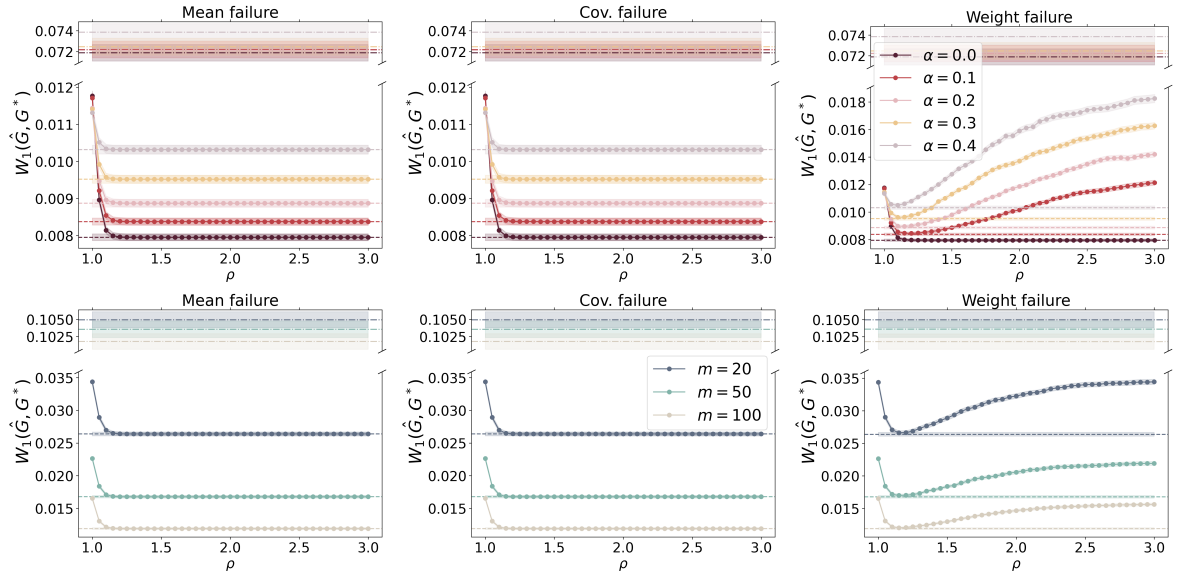 Mean failure
0.074
0.072
0.012
0.011
0.010
0.009
0.008
W₁(Ĝ, G*)
1.0 1.5 2.0 2.5 3.0
ρ
Cov. failure
0.074
0.072
0.012
0.011
0.010
0.009
0.008
W₁(Ĝ, G*)
1.0 1.5 2.0 2.5 3.0
ρ
Weight failure
0.074
0.072
0.018
0.016
0.014
0.012
0.010
0.008
W₁(Ĝ, G*)
α = 0.0
α = 0.1
α = 0.2
α = 0.3
α = 0.4
1.0 1.5 2.0 2.5 3.0
ρ
Mean failure
0.1050
0.1025
0.035
0.030
0.025
0.020
0.015
W₁(Ĝ, G*)
1.0 1.5 2.0 2.5 3.0
ρ
Cov. failure
0.1050
0.1025
0.035
0.030
0.025
0.020
0.015
W₁(Ĝ, G*)
m = 20
m = 50
m = 100
1.0 1.5 2.0 2.5 3.0
ρ
Weight failure
0.1050
0.1025
0.035
0.030
0.025
0.020
0.015
W₁(Ĝ, G*)
1.0 1.5 2.0 2.5 3.0
ρ